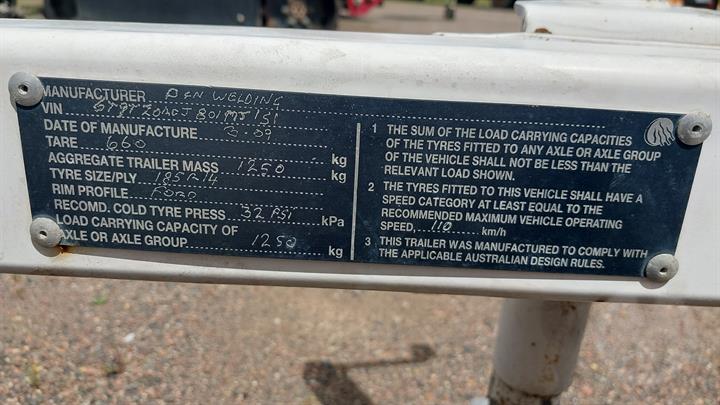 MANUFACTURER P & N WELDING
VIN
DATE OF MANUFACTURE 3-09
TARE 660 kg
AGGREGATE TRAILER MASS 1250 kg
TYRE SIZE/PLY 185R14
RIM PROFILE FORD
RECOMD. COLD TYRE PRESS. 32 PSI kPa
LOAD CARRYING CAPACITY OF
AXLE OR AXLE GROUP 1250 kg
1 THE SUM OF THE LOAD CARRYING CAPACITIES
OF THE TYRES FITTED TO ANY AXLE OR AXLE GROUP
OF THE VEHICLE SHALL NOT BE LESS THAN THE
RELEVANT LOAD SHOWN.
2 THE TYRES FITTED TO THIS VEHICLE SHALL HAVE A
SPEED CATEGORY AT LEAST EQUAL TO THE
RECOMMENDED MAXIMUM VEHICLE OPERATING
SPEED, 110 km/h
3 THIS TRAILER WAS MANUFACTURED TO COMPLY WITH
THE APPLICABLE AUSTRALIAN DESIGN RULES.